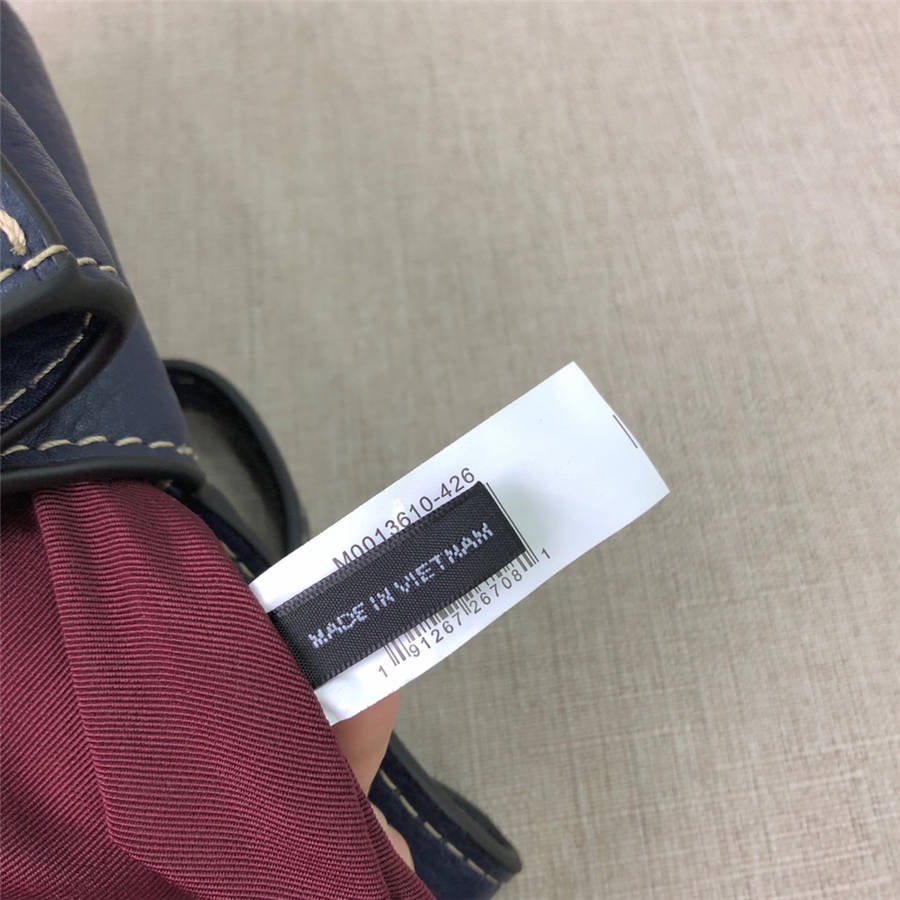 M0013610-426
MADE IN VIETNAM
1 91267 26708 1